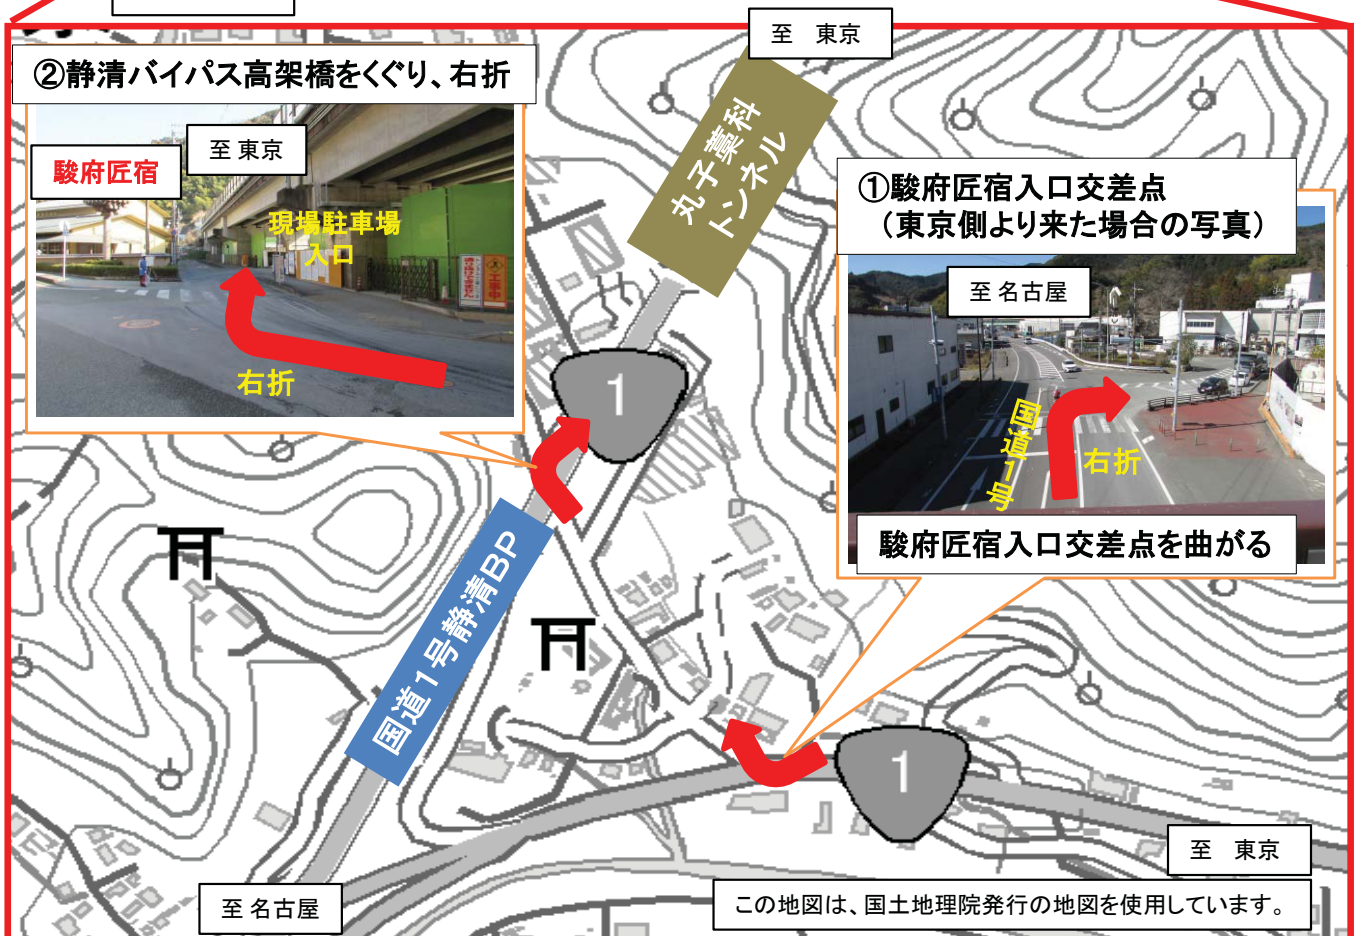 至　東京
②静清バイパス高架橋をくぐり、右折
至 東京
駿府匠宿
現場駐車場
入口
工事中
右折
丸子藁科
トンネル
①駿府匠宿入口交差点
（東京側より来た場合の写真）
至 名古屋
国道1号
右折
駿府匠宿入口交差点を曲がる
1
国道1号静清BP
1
至　東京
至 名古屋
この地図は、国土地理院発行の地図を使用しています。